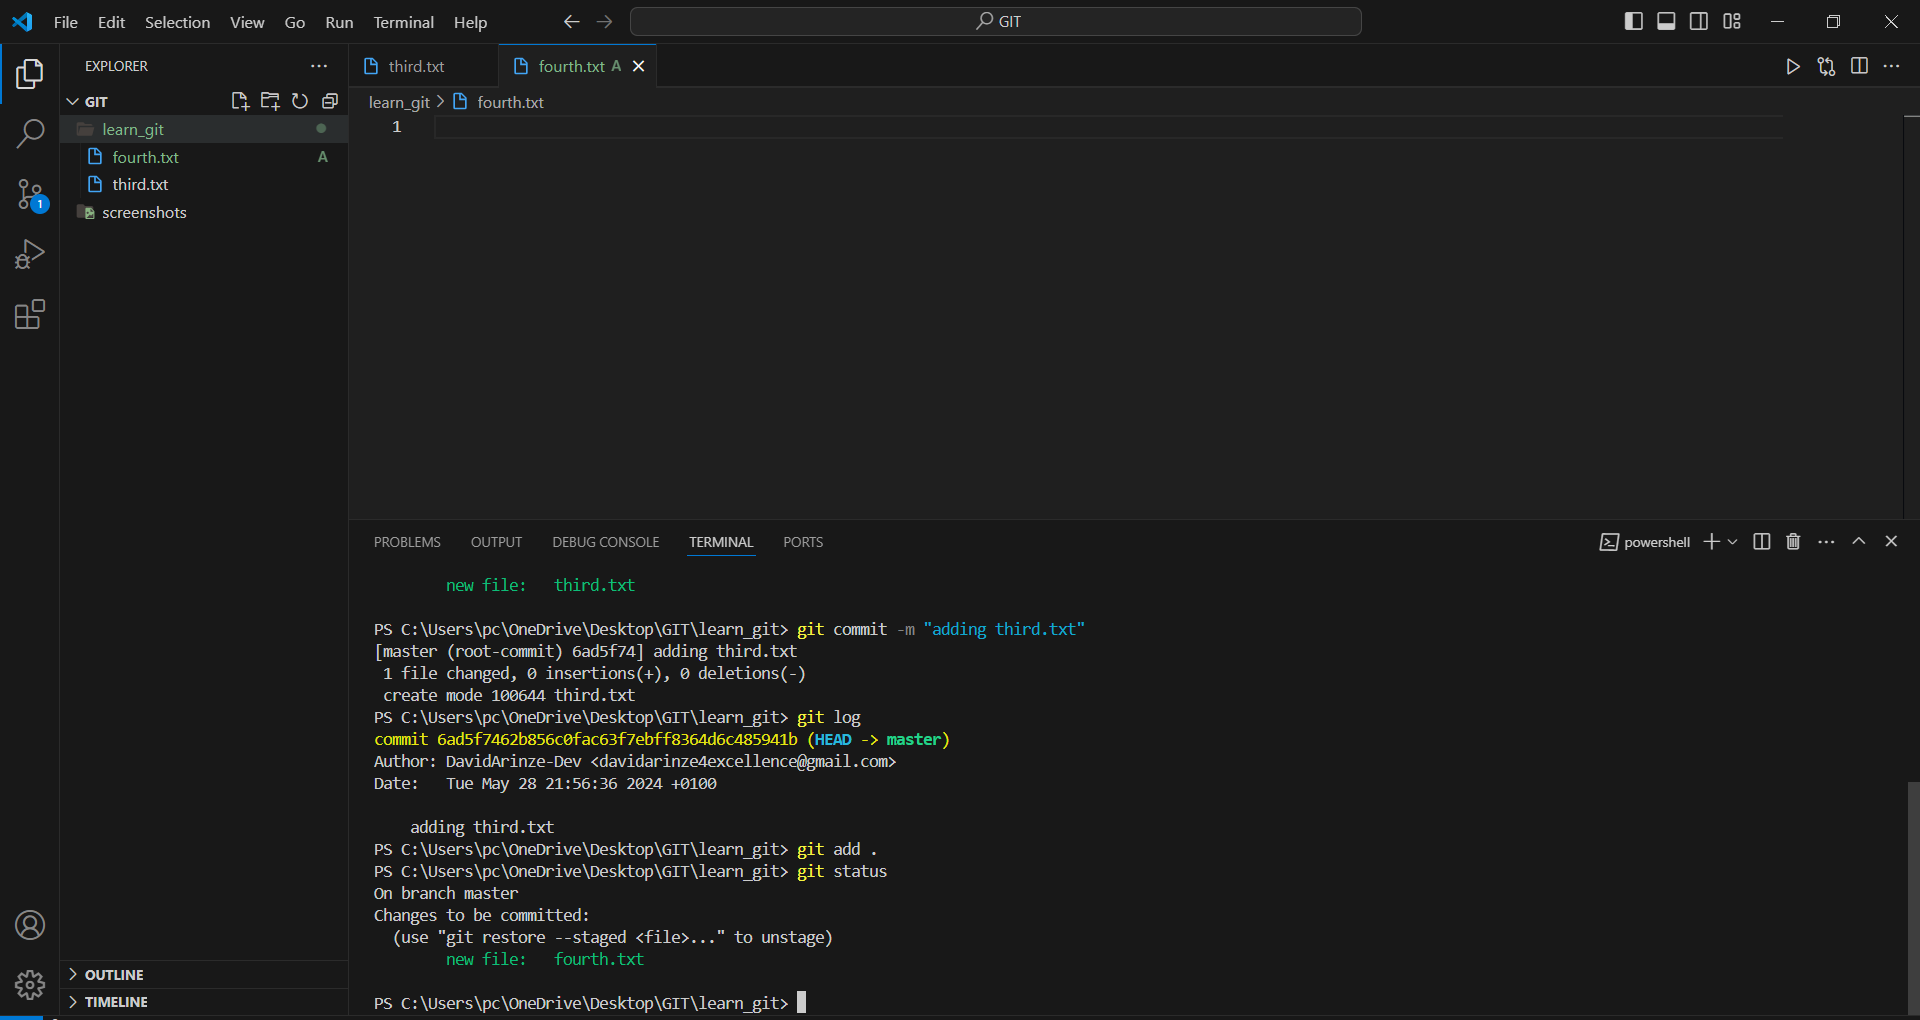 File Edit Selection View Go Run Terminal Help GIT
EXPLORER
GIT
learn_git
fourth.txt A
third.txt
screenshots
1
OUTLINE
TIMELINE
third.txt fourth.txt A
learn_git > fourth.txt
1
PROBLEMS OUTPUT DEBUG CONSOLE TERMINAL PORTS powershell
new file: third.txt
PS C:\Users\pc\OneDrive\Desktop\GIT\learn_git> git commit -m "adding third.txt"
[master (root-commit) 6ad5f74] adding third.txt
1 file changed, 0 insertions(+), 0 deletions(-)
create mode 100644 third.txt
PS C:\Users\pc\OneDrive\Desktop\GIT\learn_git> git log
commit 6ad5f7462b856c0fac63f7ebff8364d6c485941b (HEAD -> master)
Author: DavidArinze-Dev <davidarinze4excellence@gmail.com>
Date: Tue May 28 21:56:36 2024 +0100
adding third.txt
PS C:\Users\pc\OneDrive\Desktop\GIT\learn_git> git add .
PS C:\Users\pc\OneDrive\Desktop\GIT\learn_git> git status
On branch master
Changes to be committed:
(use "git restore --staged <file>..." to unstage)
new file: fourth.txt
PS C:\Users\pc\OneDrive\Desktop\GIT\learn_git>